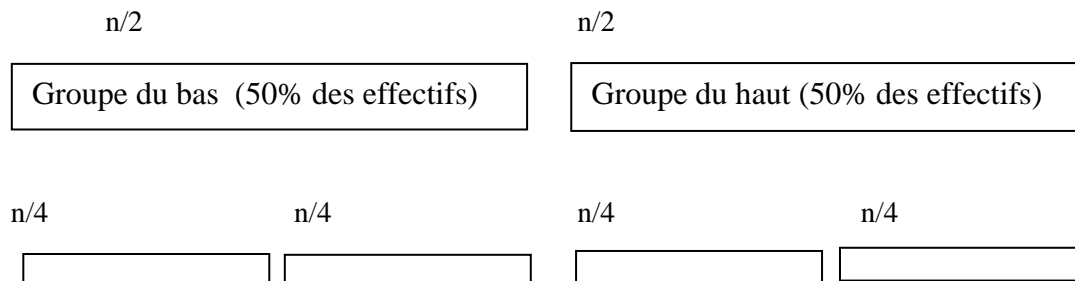 n/2 n/2
Groupe du bas (50% des effectifs) Groupe du haut (50% des effectifs)
n/4 n/4 n/4 n/4